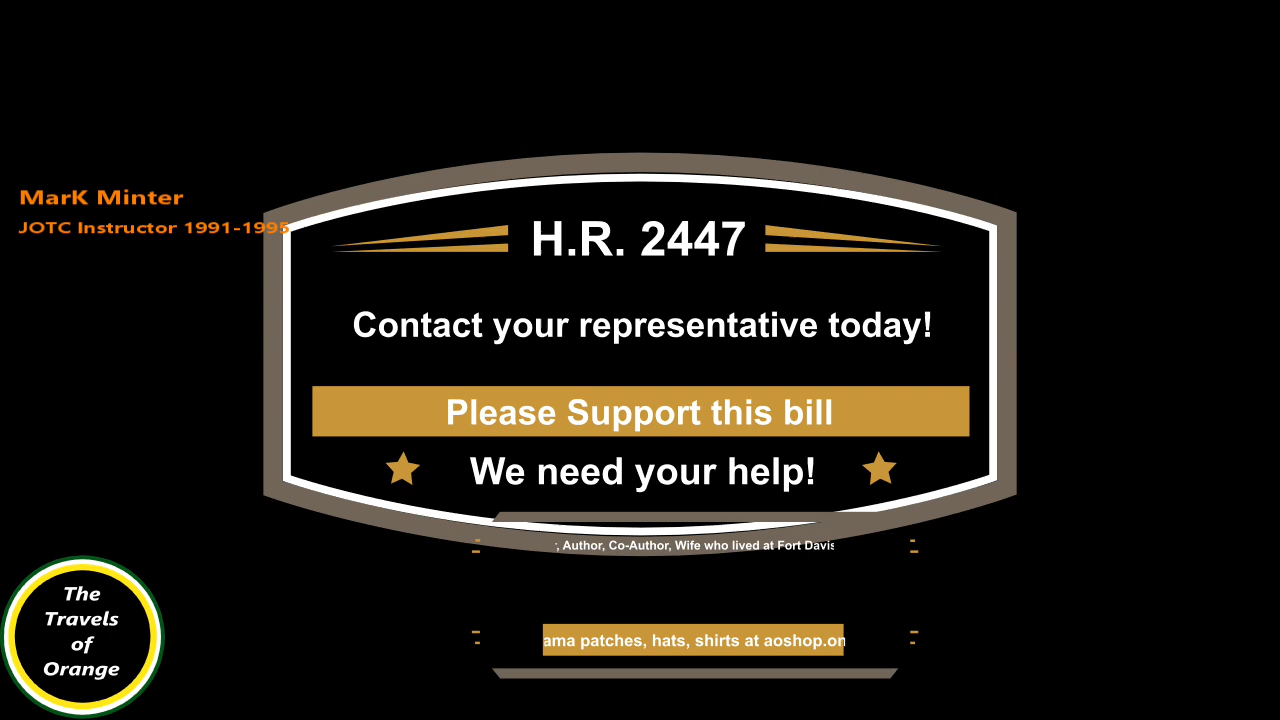 MarK Minter
JOTC Instructor 1991-1995
H.R. 2447
Contact your representative today!
Please Support this bill
We need your help!
, Author, Co-Author, Wife who lived at Fort Davis
ama patches, hats, shirts at aoshop.on
The
Travels
of
Orange